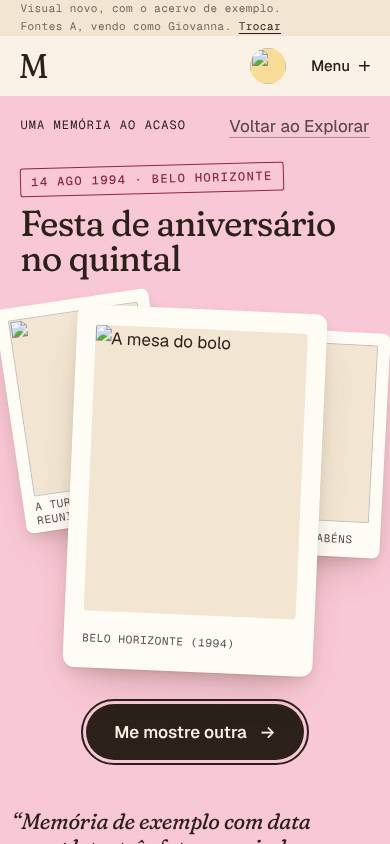 Visual novo, com o acervo de exemplo.
Fontes A, vendo como Giovanna. Trocar
M
Menu +
UMA MEMÓRIA AO ACASO
Voltar ao Explorar
14 AGO 1994 · BELO HORIZONTE
Festa de aniversário
no quintal
A mesa do bolo
A TUR
REUNI
ABÉNS
BELO HORIZONTE (1994)
Me mostre outra →
“Memória de exemplo com data